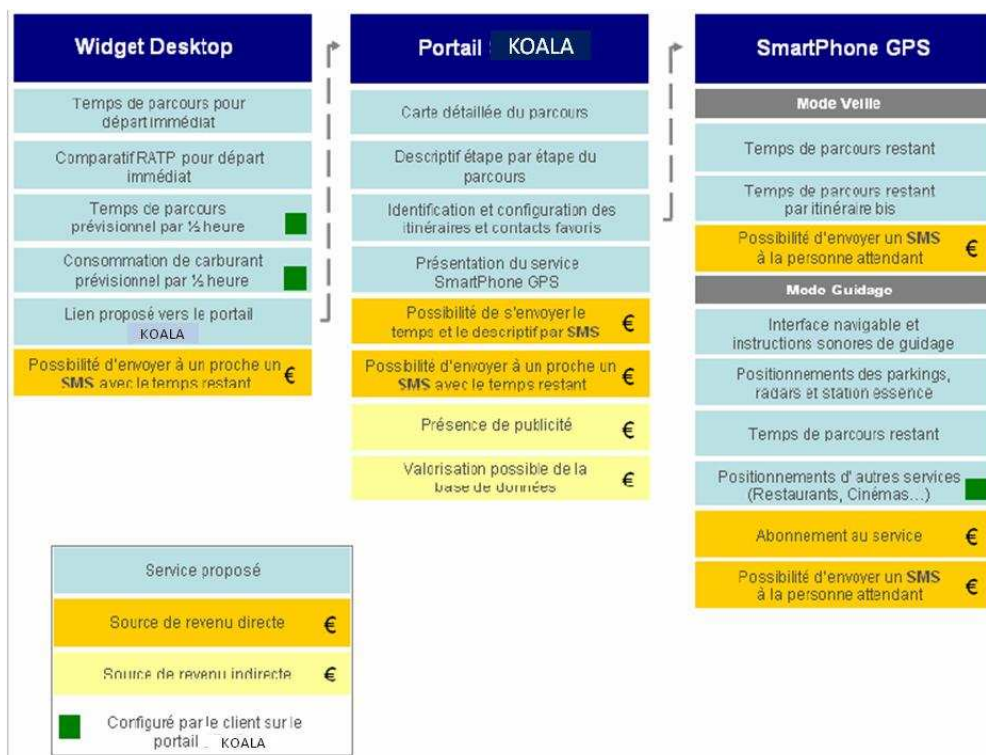 Widget Desktop
Temps de parcours pour
départ immédiat
Comparatif RATP pour départ
immédiat
Temps de parcours
prévisionnel par ½ heure
Consommation de carburant
prévisionnel par ½ heure
Lien proposé vers le portail
KOALA
Possibilité d'envoyer à un proche un
SMS avec le temps restant €
Portail KOALA
Carte détaillée du parcours
Descriptif étape par étape du
parcours
Identification et configuration des
itinéraires et contacts favoris
Présentation du service
SmartPhone GPS
Possibilité de s'envoyer le
temps et le descriptif par SMS €
Possibilité d'envoyer à un proche un
SMS avec le temps restant €
Présence de publicité €
Valorisation possible de la
base de données €
SmartPhone GPS
Mode Veille
Temps de parcours restant
Temps de parcours restant
par itinéraire bis
Possibilité d'envoyer un SMS
à la personne attendant €
Mode Guidage
Interface navigable et
instructions sonores de guidage
Positionnements des parkings,
radars et station essence
Temps de parcours restant
Positionnements d'autres services
(Restaurants, Cinémas...)
Abonnement au service €
Possibilité d'envoyer un SMS
à la personne attendant €
Service proposé
Source de revenu directe €
Source de revenu indirecte €
Configuré par le client sur le
portail KOALA